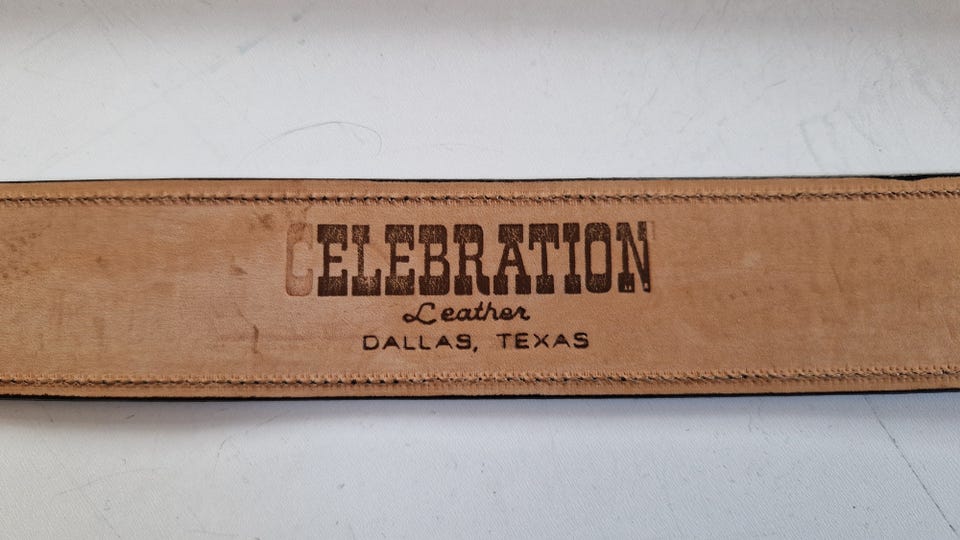 CELEBRATION
Leather
DALLAS, TEXAS